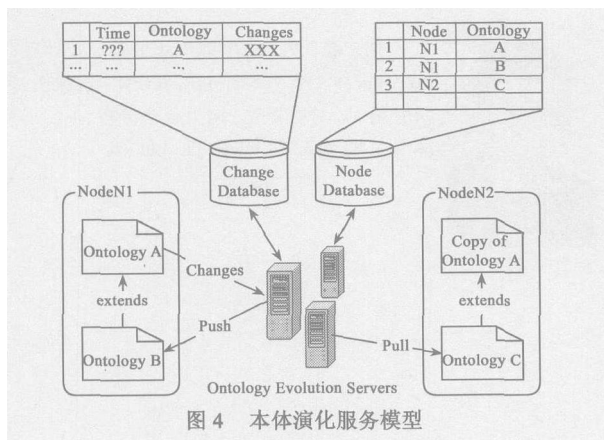 Time Ontology Changes
1 ??? A XXX
... ... ... ...
Node Ontology
1 N1 A
2 N1 B
3 N2 C
Change
Database
Node
Database
NodeN1
Ontology A
extends
Ontology B
Changes
Push
Pull
NodeN2
Copy of
Ontology A
extends
Ontology C
Ontology Evolution Servers
图 4 本体演化服务模型